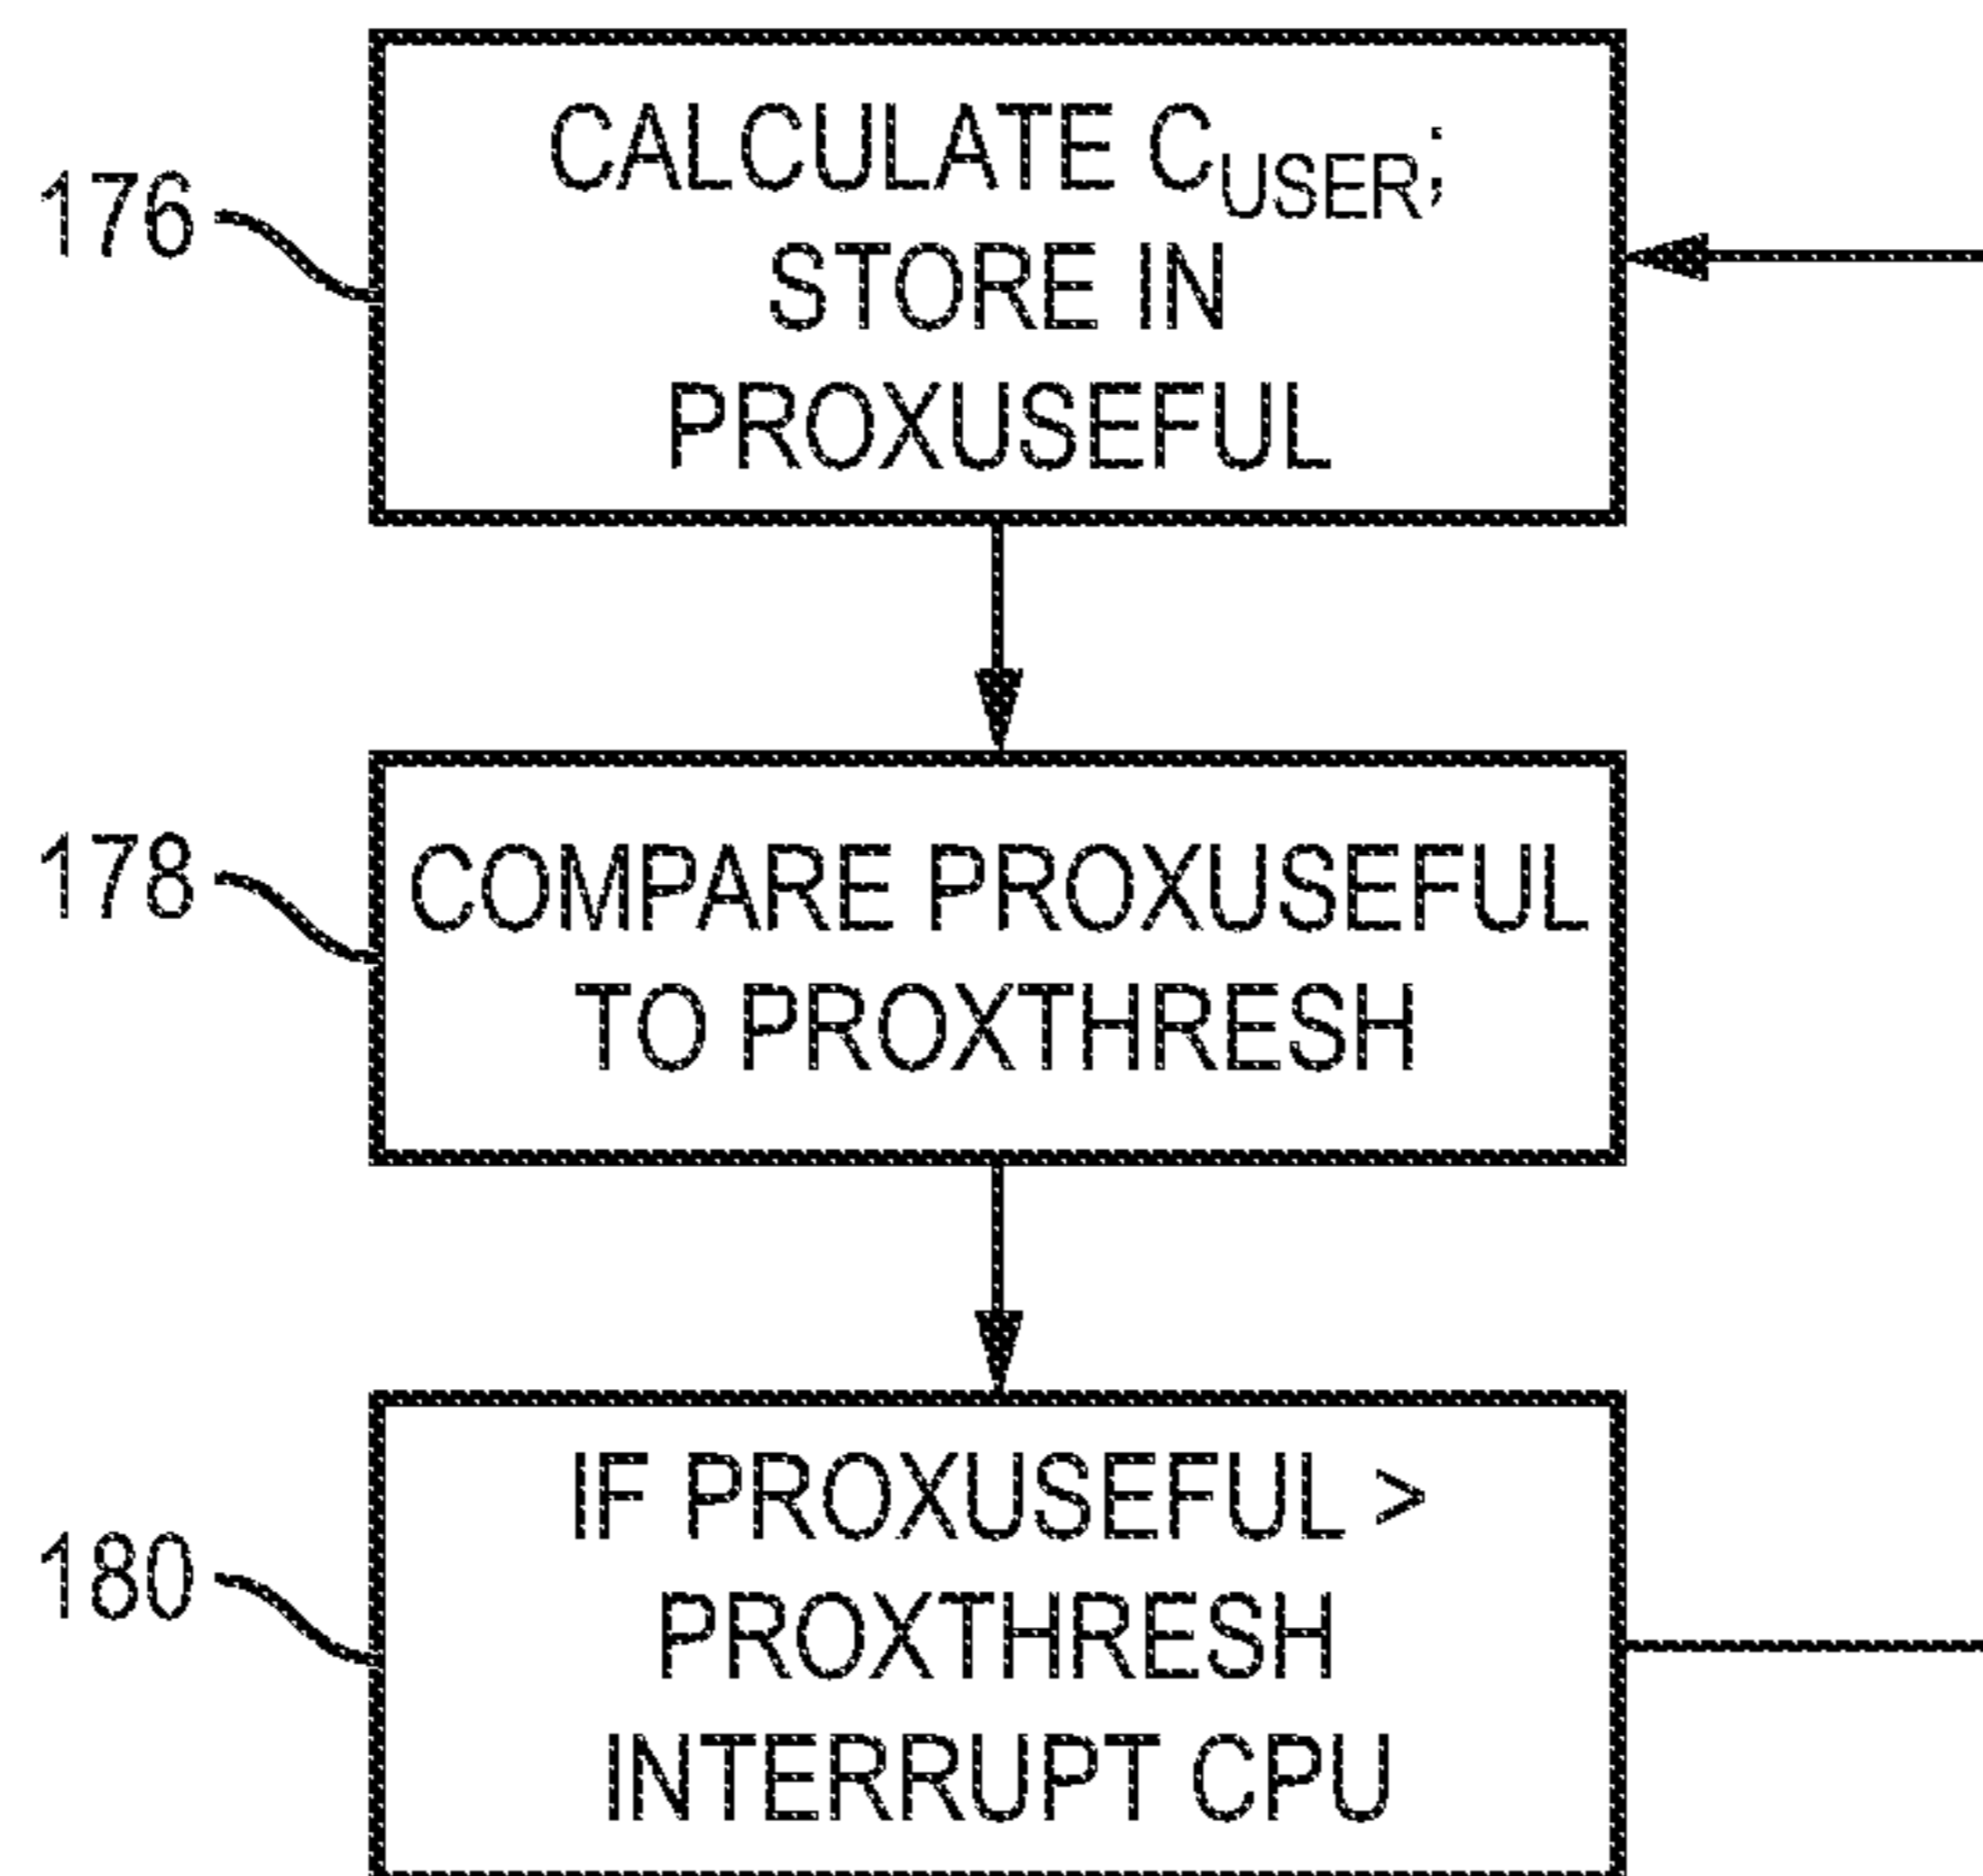 CALCULATE CUSER;
STORE IN
PROXUSEFUL
176
COMPARE PROXUSEFUL
TO PROXTHRESH
178
IF PROXUSEFUL >
PROXTHRESH
INTERRUPT CPU
180